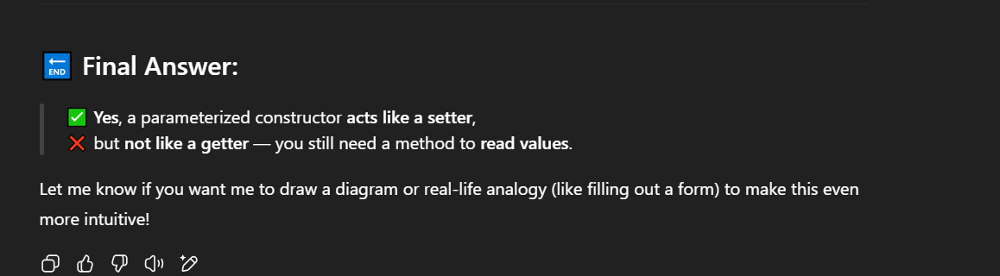 🔚 Final Answer:
✅ Yes, a parameterized constructor acts like a setter,
❌ but not like a getter — you still need a method to read values.
Let me know if you want me to draw a diagram or real-life analogy (like filling out a form) to make this even
more intuitive!